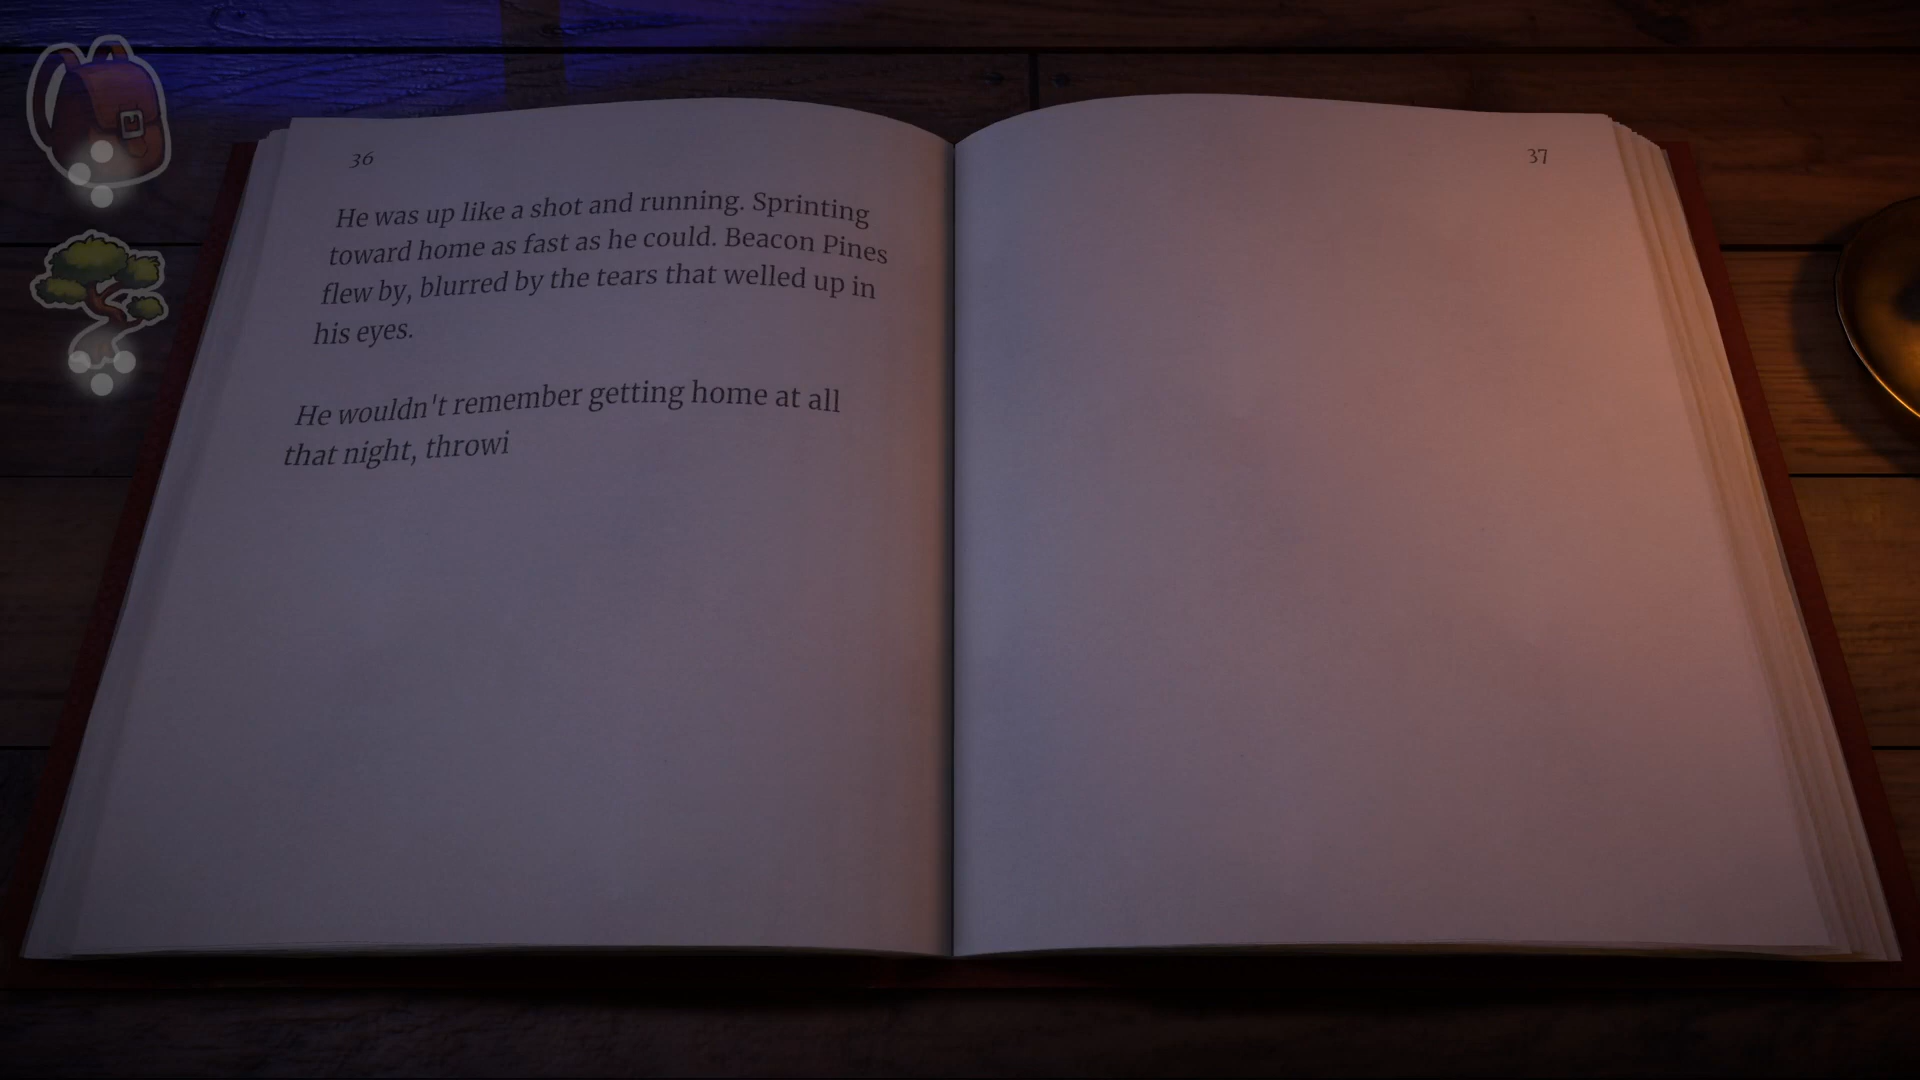 36
He was up like a shot and running. Sprinting
toward home as fast as he could. Beacon Pines
flew by, blurred by the tears that welled up in
his eyes.
He wouldn't remember getting home at all
that night, throwi
37